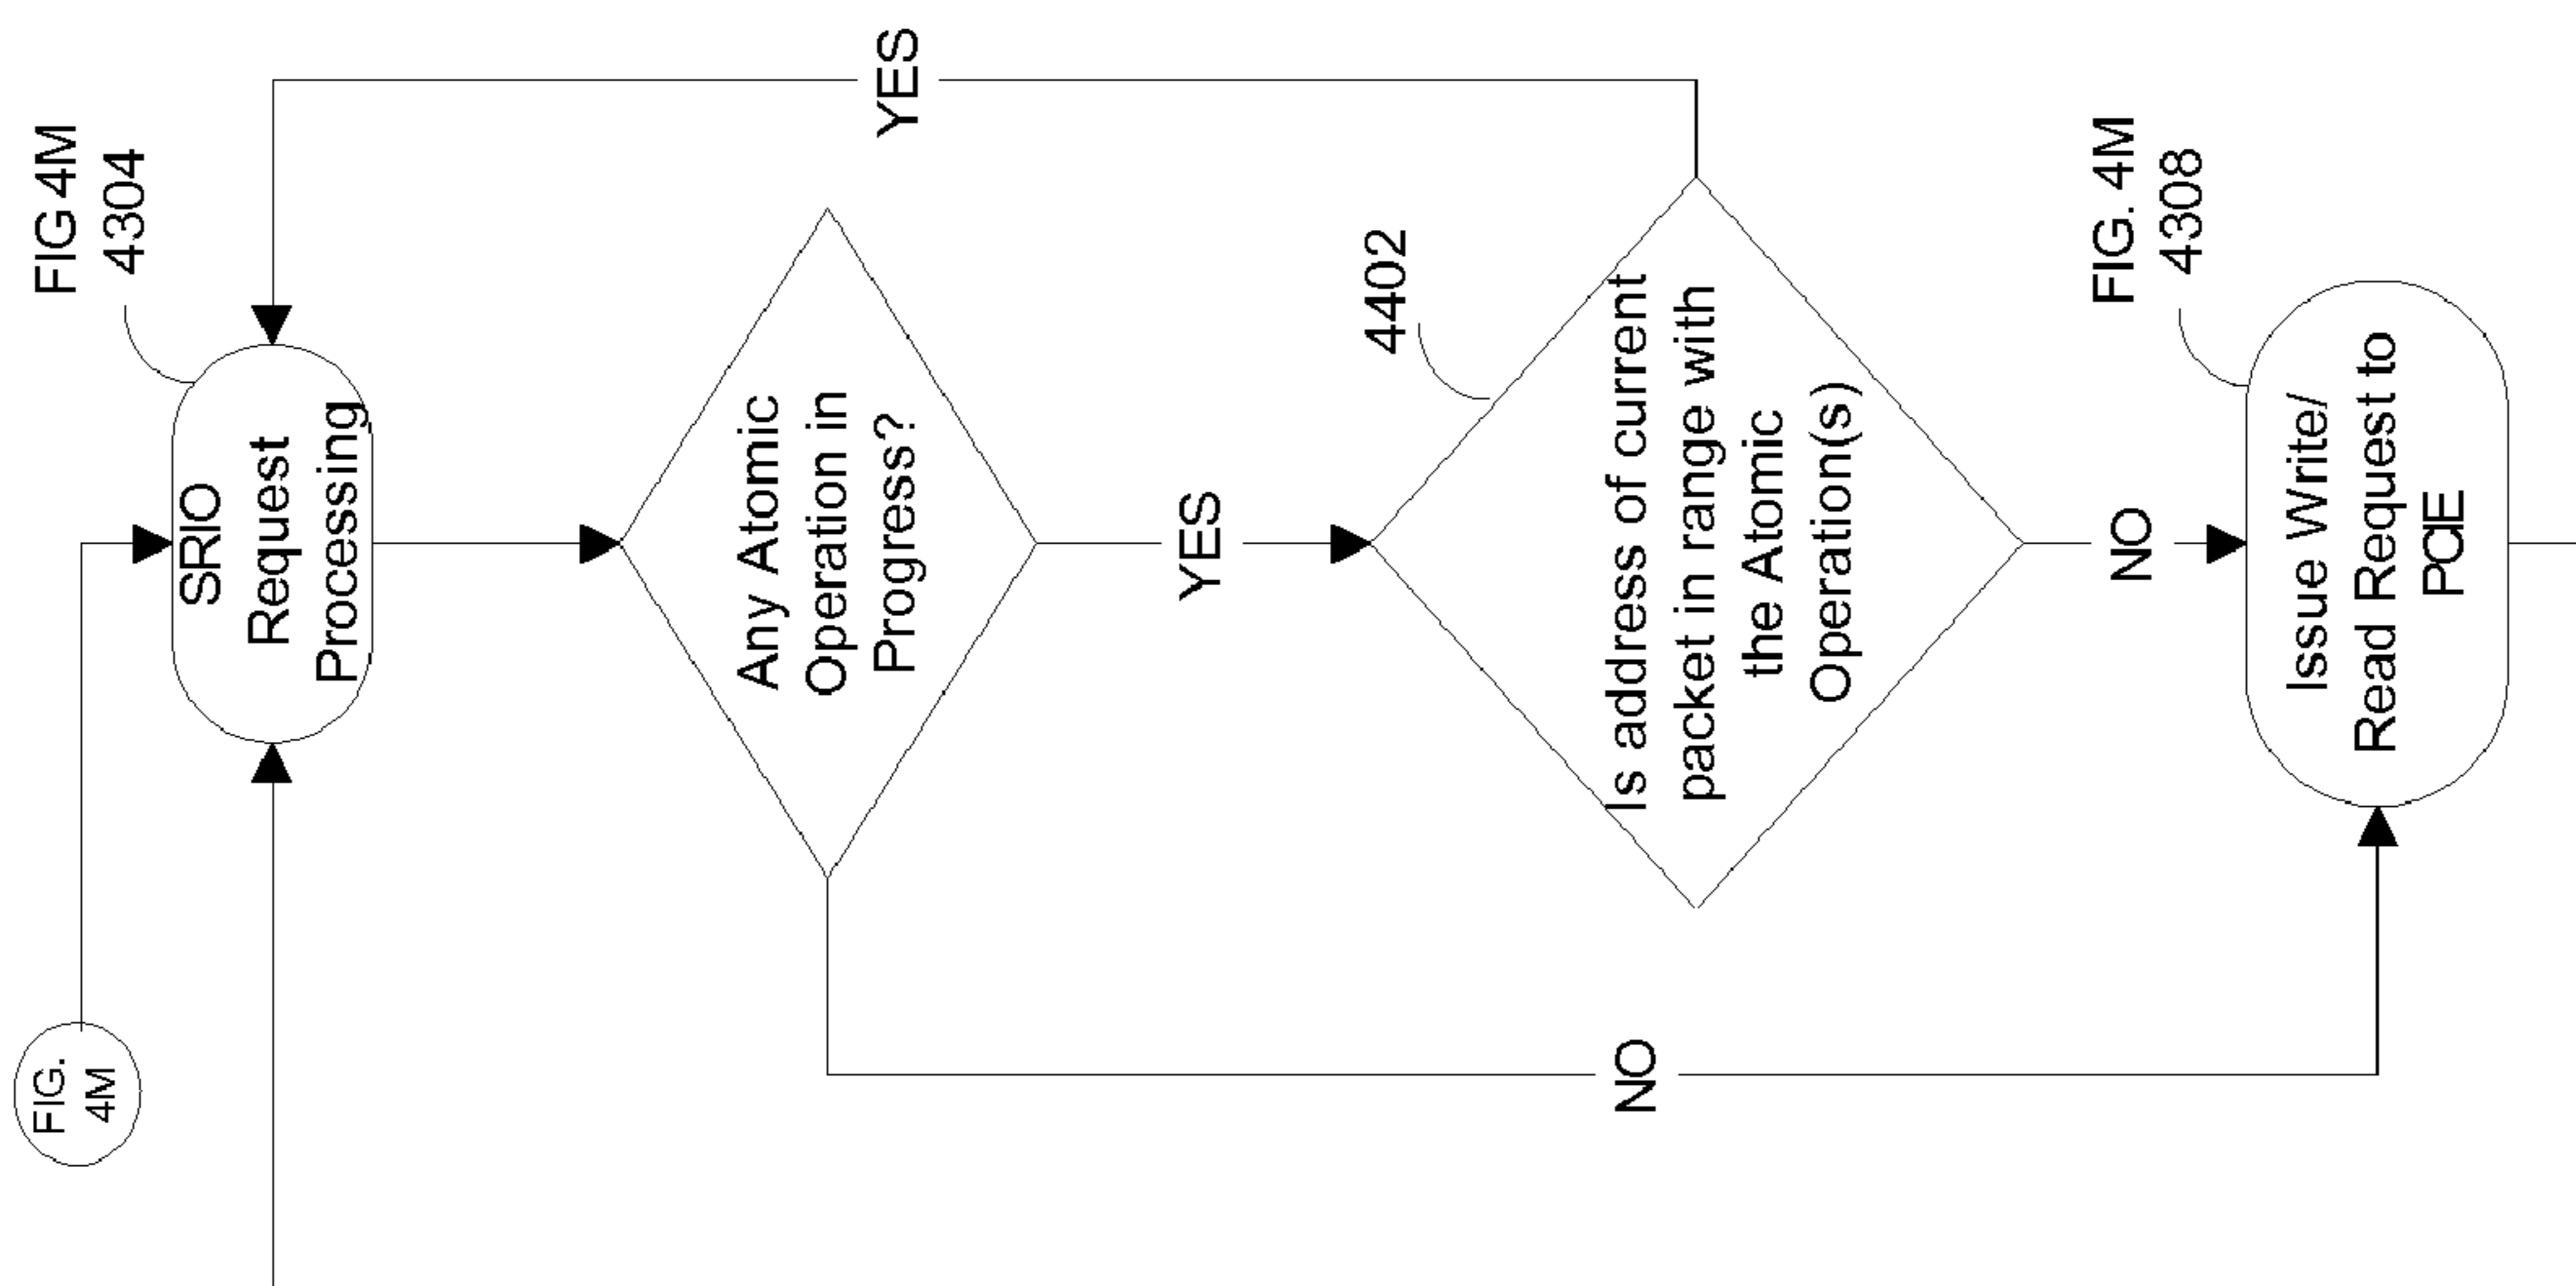 FIG.
4M
FIG 4M
4304
SRIO
Request
Processing
Any Atomic
Operation in
Progress?
YES
YES
4402
Is address of current
packet in range with
the Atomic
Operation(s)
NO
NO
FIG. 4M
4308
Issue Write/
Read Request to
PCIE